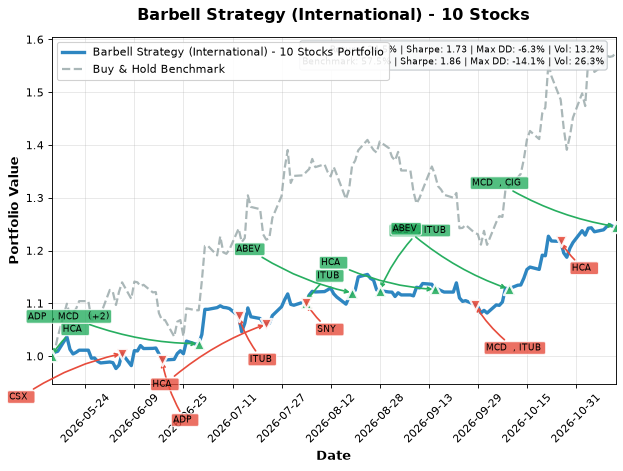 Barbell Strategy (International) - 10 Stocks
Barbell Strategy (International) - 10 Stocks Portfolio
Buy & Hold Benchmark
% | Sharpe: 1.73 | Max DD: -6.3% | Vol: 13.2%
Benchmark: 57.5% | Sharpe: 1.86 | Max DD: -14.1% | Vol: 26.3%
Portfolio Value
1.6
1.5
1.4
1.3
1.2
1.1
1.0
MCD , CIG
ABEV
ITUB
ABEV
HCA
ITUB
HCA
ADP , MCD (+2)
HCA
SNY
MCD , ITUB
ITUB
HCA
CSX
ADP
2026-05-24
2026-06-09
2026-06-25
2026-07-11
2026-07-27
2026-08-12
2026-08-28
2026-09-13
2026-09-29
2026-10-15
2026-10-31
Date